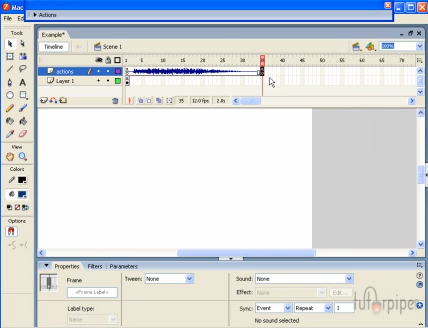 Mac
Actions
File Ed
Tools
View
Colors
Options
Example*
Timeline
Scene 1
100%
1 5 10 15 20 25 30 35 40 45 50 55 60 65 70
actions
Layer 1
35 12.0 fps 2.8s
Properties Filters Parameters
Frame
<Frame Label>
Label type:
Name
Tween: None
Sound: None
Effect: None
Edit...
Sync: Event Repeat 1
No sound selected
tutorpiper